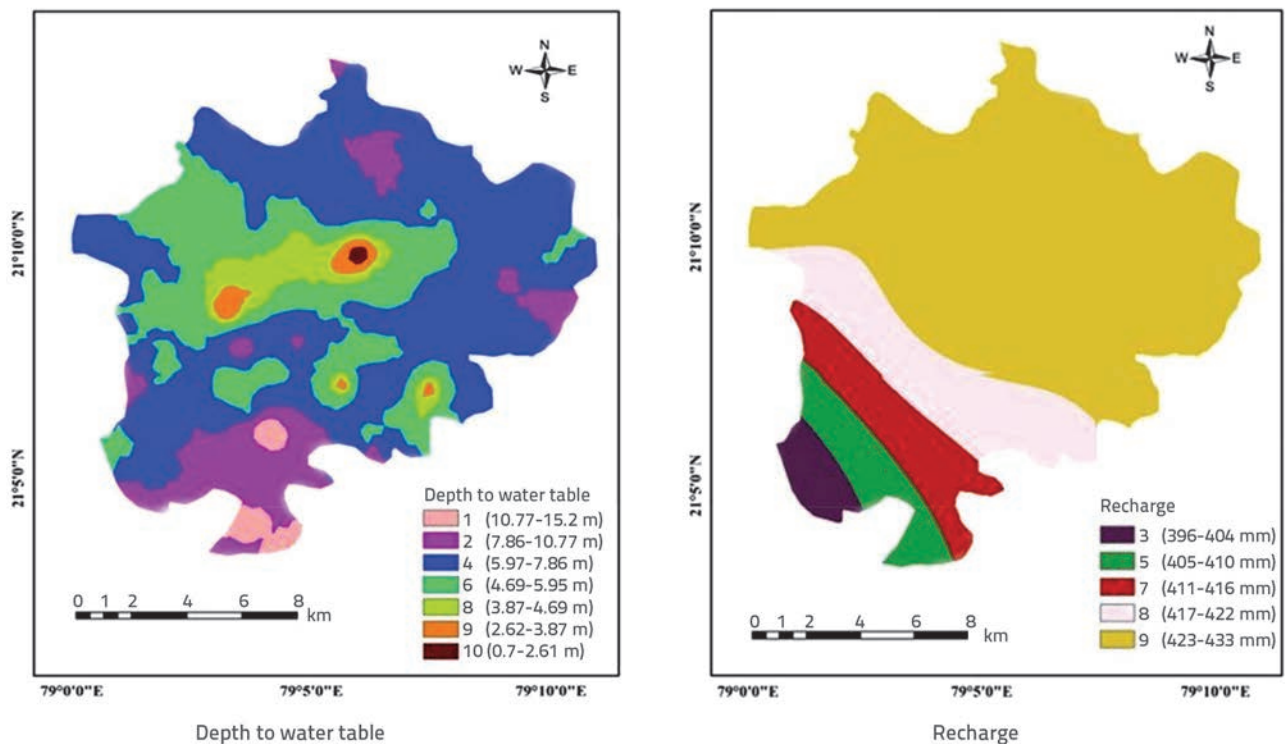 N
W E
S
21°10'0"N
21°5'0"N
Depth to water table
1 (10.77-15.2 m)
2 (7.86-10.77 m)
4 (5.97-7.86 m)
6 (4.69-5.95 m)
8 (3.87-4.69 m)
9 (2.62-3.87 m)
10 (0.7-2.61 m)
0 1 2 4 6 8
km
79°0'0"E 79°5'0"E 79°10'0"E
Depth to water table
N
W E
S
21°10'0"N
21°5'0"N
Recharge
3 (396-404 mm)
5 (405-410 mm)
7 (411-416 mm)
8 (417-422 mm)
9 (423-433 mm)
0 1 2 4 6 8
km
79°0'0"E 79°5'0"E 79°10'0"E
Recharge